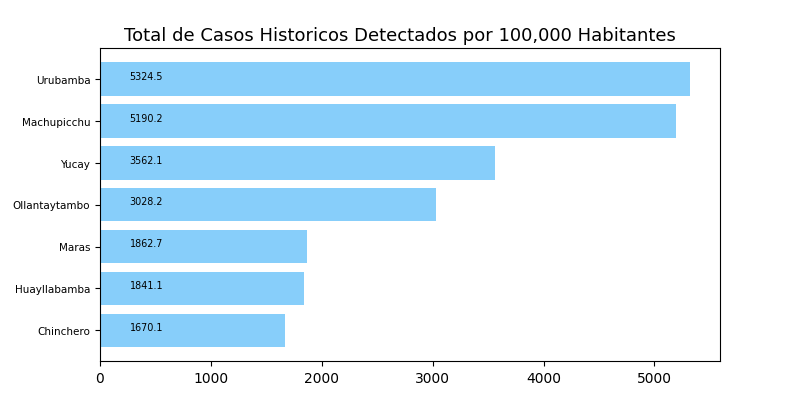 Total de Casos Historicos Detectados por 100,000 Habitantes
Urubamba 5324.5
Machupicchu 5190.2
Yucay 3562.1
Ollantaytambo 3028.2
Maras 1862.7
Huayllabamba 1841.1
Chinchero 1670.1
0 1000 2000 3000 4000 5000